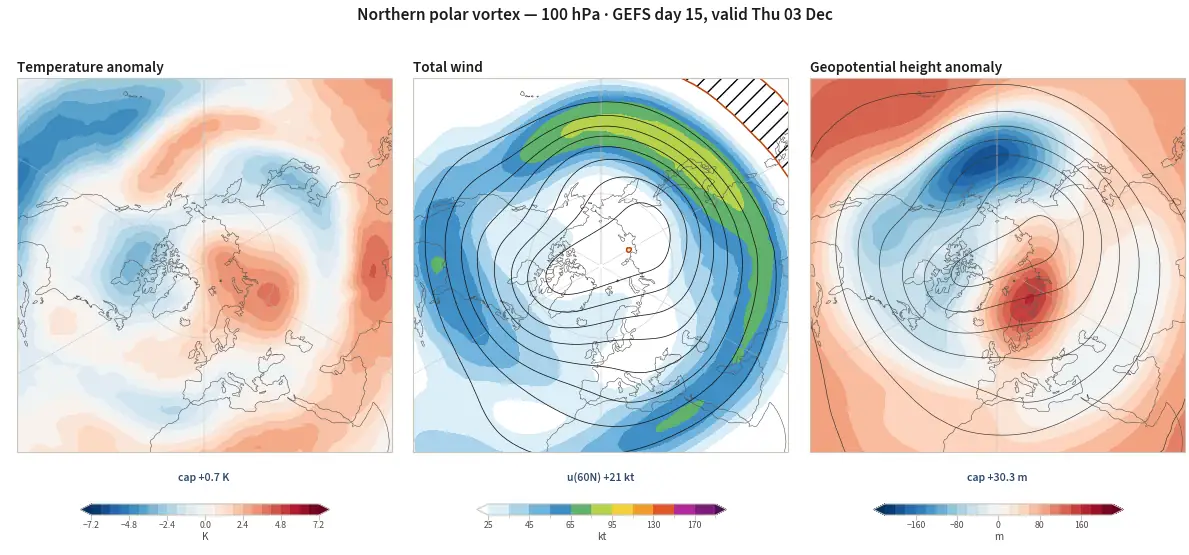 Northern polar vortex — 100 hPa · GEFS day 15, valid Thu 03 Dec
Temperature anomaly
Total wind
Geopotential height anomaly
cap +0.7 K
u(60N) +21 kt
cap +30.3 m
−7.2 −4.8 −2.4 0.0 2.4 4.8 7.2
K
25 45 65 95 130 170
kt
−160 −80 0 80 160
m